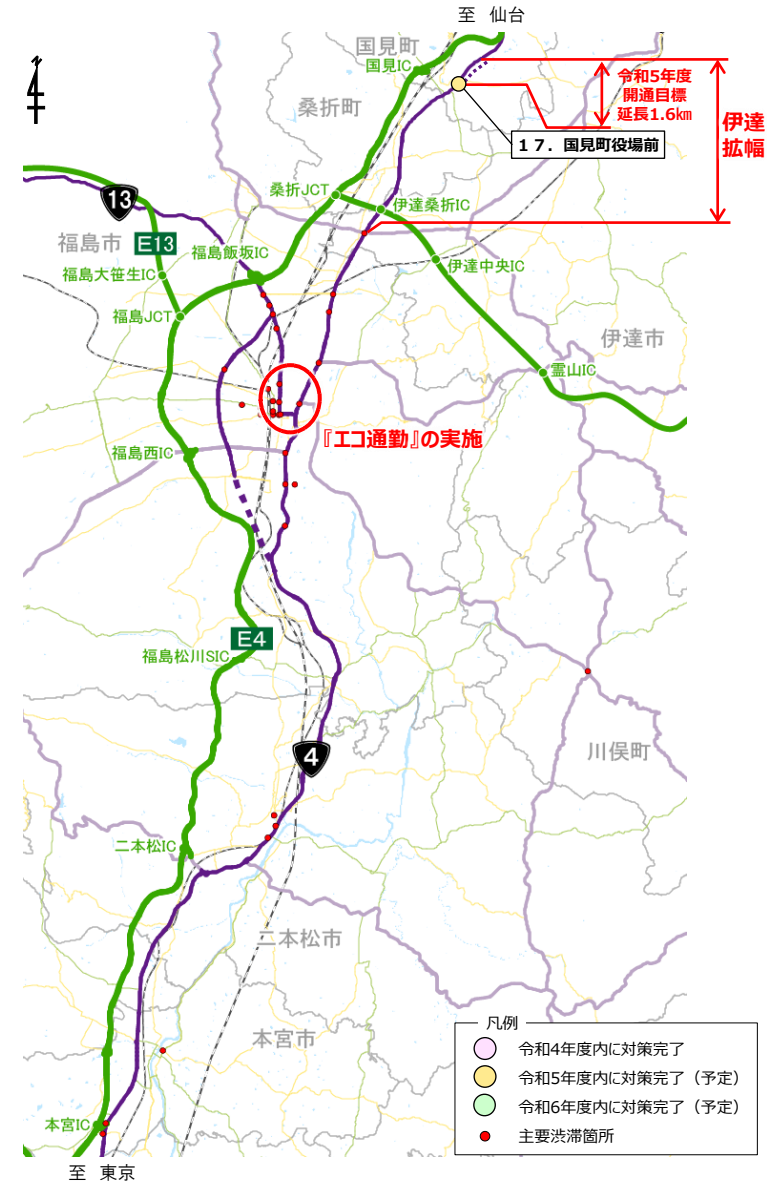 至 仙台
国見町
国見IC
令和5年度
開通目標
延長1.6㎞
桑折町
伊達
拡幅
１７．国見町役場前
桑折JCT
13
伊達桑折IC
福島市
E13
福島飯坂IC
福島大笹生IC
伊達中央IC
福島JCT
伊達市
霊山IC
『エコ通勤』の実施
福島西IC
E4
福島松川SIC
4
川俣町
二本松IC
二本松市
本宮市
凡例
令和4年度内に対策完了
令和5年度内に対策完了（予定）
令和6年度内に対策完了（予定）
主要渋滞箇所
本宮IC
至 東京